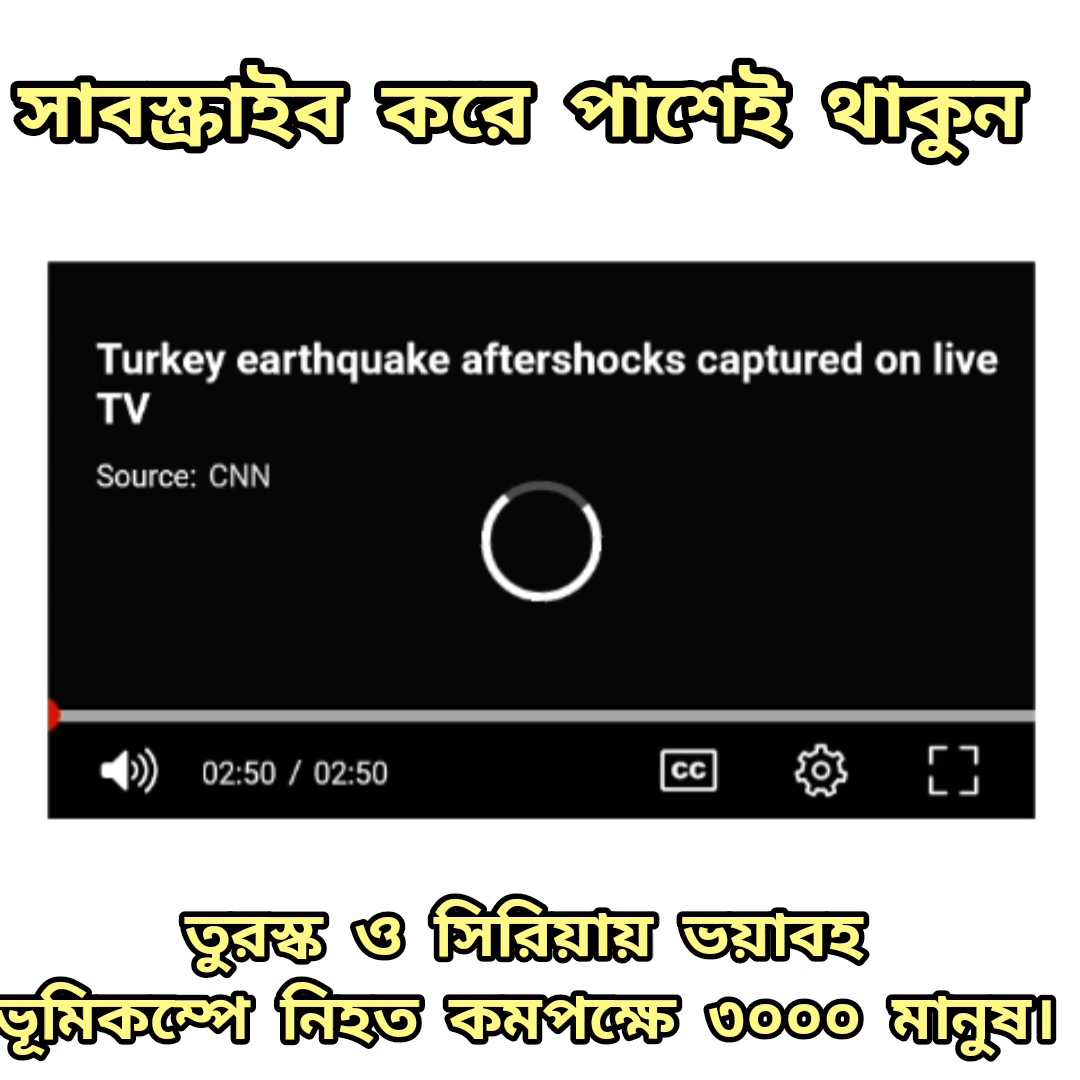 সাবস্ক্রাইব করে পাশেই থাকুন
Turkey earthquake aftershocks captured on live
TV
Source: CNN
02:50 / 02:50
CC
তুরস্ক ও সিরিয়ায় ভয়াবহ
ভূমিকম্পে নিহত কমপক্ষে ৩০০০ মানুষ।